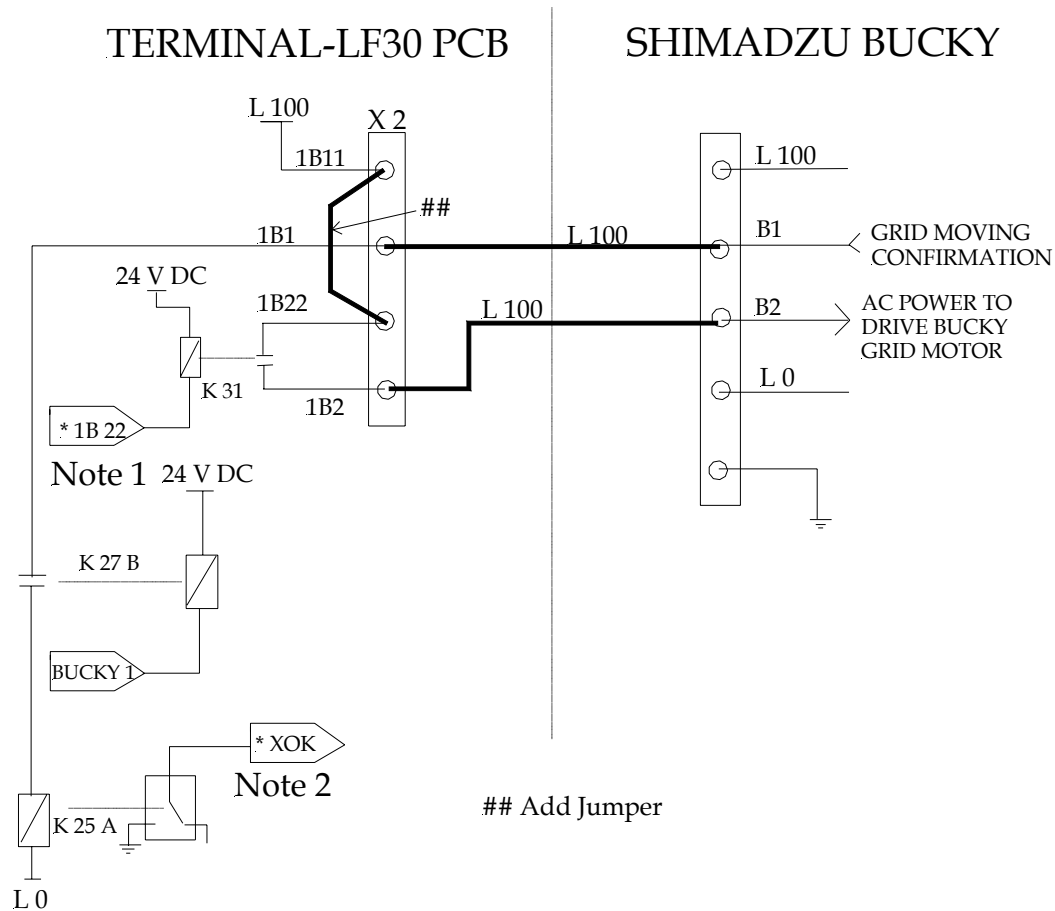 TERMINAL-LF30 PCB
SHIMADZU BUCKY
L 100
X 2
1B11
L 100
##
1B1
L 100
B1
GRID MOVING
CONFIRMATION
24 V DC
1B22
L 100
B2
AC POWER TO
DRIVE BUCKY
GRID MOTOR
K 31
1B2
L 0
* 1B 22
Note 1
24 V DC
K 27 B
BUCKY 1
* XOK
Note 2
K 25 A
## Add Jumper
L 0